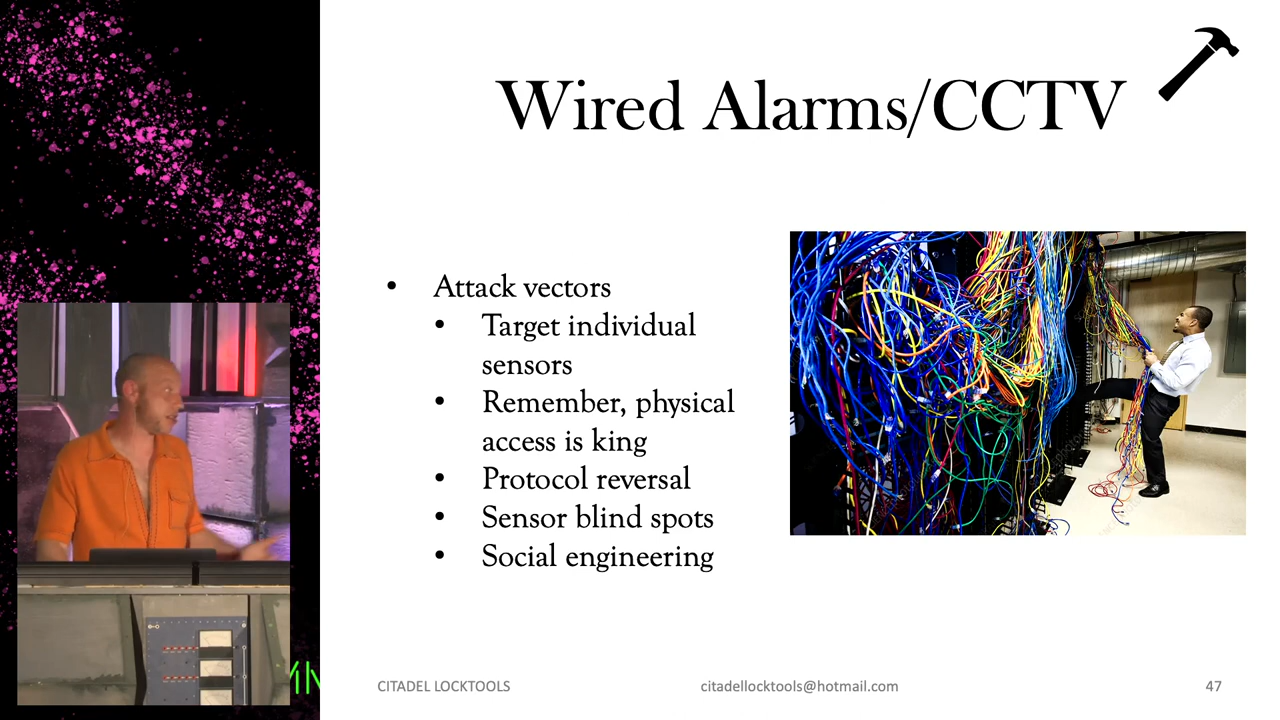 Wired Alarms/CCTV
• Attack vectors
• Target individual
sensors
• Remember, physical
access is king
• Protocol reversal
• Sensor blind spots
• Social engineering
CITADEL LOCKTOOLS
citadellocktools@hotmail.com
47